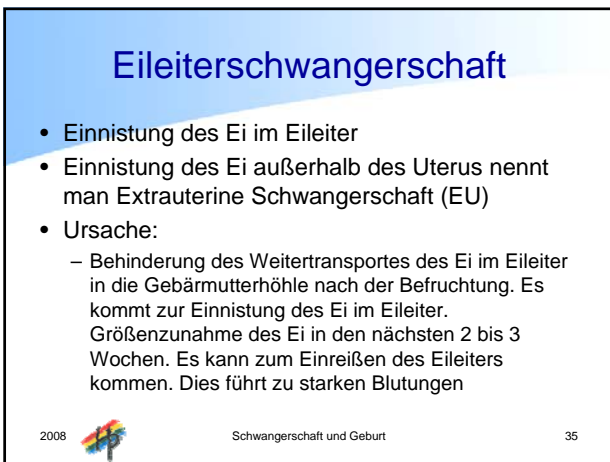 Eileiterschwangerschaft
• Einnistung des Ei im Eileiter
• Einnistung des Ei außerhalb des Uterus nennt
man Extrauterine Schwangerschaft (EU)
• Ursache:
– Behinderung des Weitertransportes des Ei im Eileiter
in die Gebärmutterhöhle nach der Befruchtung. Es
kommt zur Einnistung des Ei im Eileiter.
Größenzunahme des Ei in den nächsten 2 bis 3
Wochen. Es kann zum Einreißen des Eileiters
kommen. Dies führt zu starken Blutungen
2008 Schwangerschaft und Geburt 35